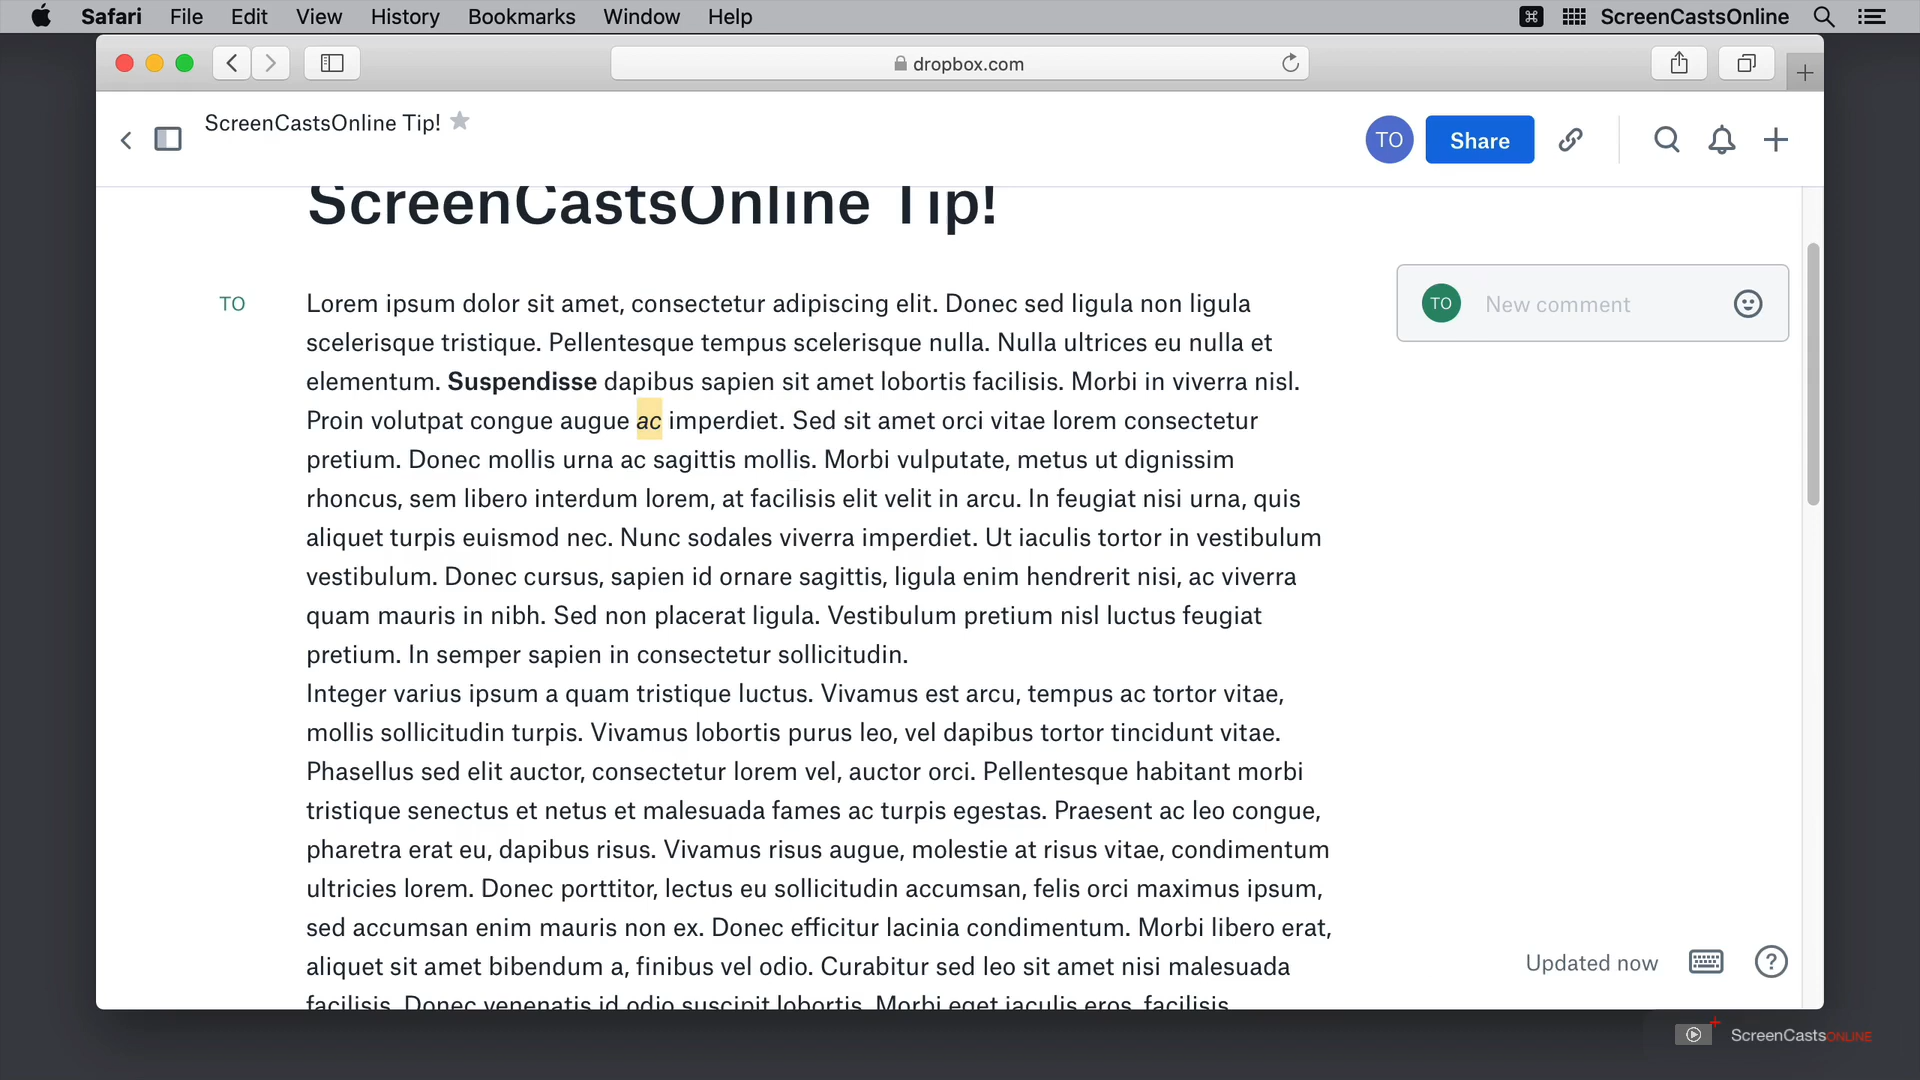 Safari File Edit View History Bookmarks Window Help ScreenCastsOnline
dropbox.com
ScreenCastsOnline Tip!
TO Share
ScreenCastsOnline Tip!
TO
Lorem ipsum dolor sit amet, consectetur adipiscing elit. Donec sed ligula non ligula
scelerisque tristique. Pellentesque tempus scelerisque nulla. Nulla ultrices eu nulla et
elementum. Suspendisse dapibus sapien sit amet lobortis facilisis. Morbi in viverra nisl.
Proin volutpat congue augue ac imperdiet. Sed sit amet orci vitae lorem consectetur
pretium. Donec mollis urna ac sagittis mollis. Morbi vulputate, metus ut dignissim
rhoncus, sem libero interdum lorem, at facilisis elit velit in arcu. In feugiat nisi urna, quis
aliquet turpis euismod nec. Nunc sodales viverra imperdiet. Ut iaculis tortor in vestibulum
vestibulum. Donec cursus, sapien id ornare sagittis, ligula enim hendrerit nisi, ac viverra
quam mauris in nibh. Sed non placerat ligula. Vestibulum pretium nisl luctus feugiat
pretium. In semper sapien in consectetur sollicitudin.
Integer varius ipsum a quam tristique luctus. Vivamus est arcu, tempus ac tortor vitae,
mollis sollicitudin turpis. Vivamus lobortis purus leo, vel dapibus tortor tincidunt vitae.
Phasellus sed elit auctor, consectetur lorem vel, auctor orci. Pellentesque habitant morbi
tristique senectus et netus et malesuada fames ac turpis egestas. Praesent ac leo congue,
pharetra erat eu, dapibus risus. Vivamus risus augue, molestie at risus vitae, condimentum
ultricies lorem. Donec porttitor, lectus eu sollicitudin accumsan, felis orci maximus ipsum,
sed accumsan enim mauris non ex. Donec efficitur lacinia condimentum. Morbi libero erat,
aliquet sit amet bibendum a, finibus vel odio. Curabitur sed leo sit amet nisi malesuada
facilisis. Donec venenatis id odio suscipit lobortis. Morbi eget iaculis eros, facilisis
TO New comment
Updated now
ScreenCastsONLINE